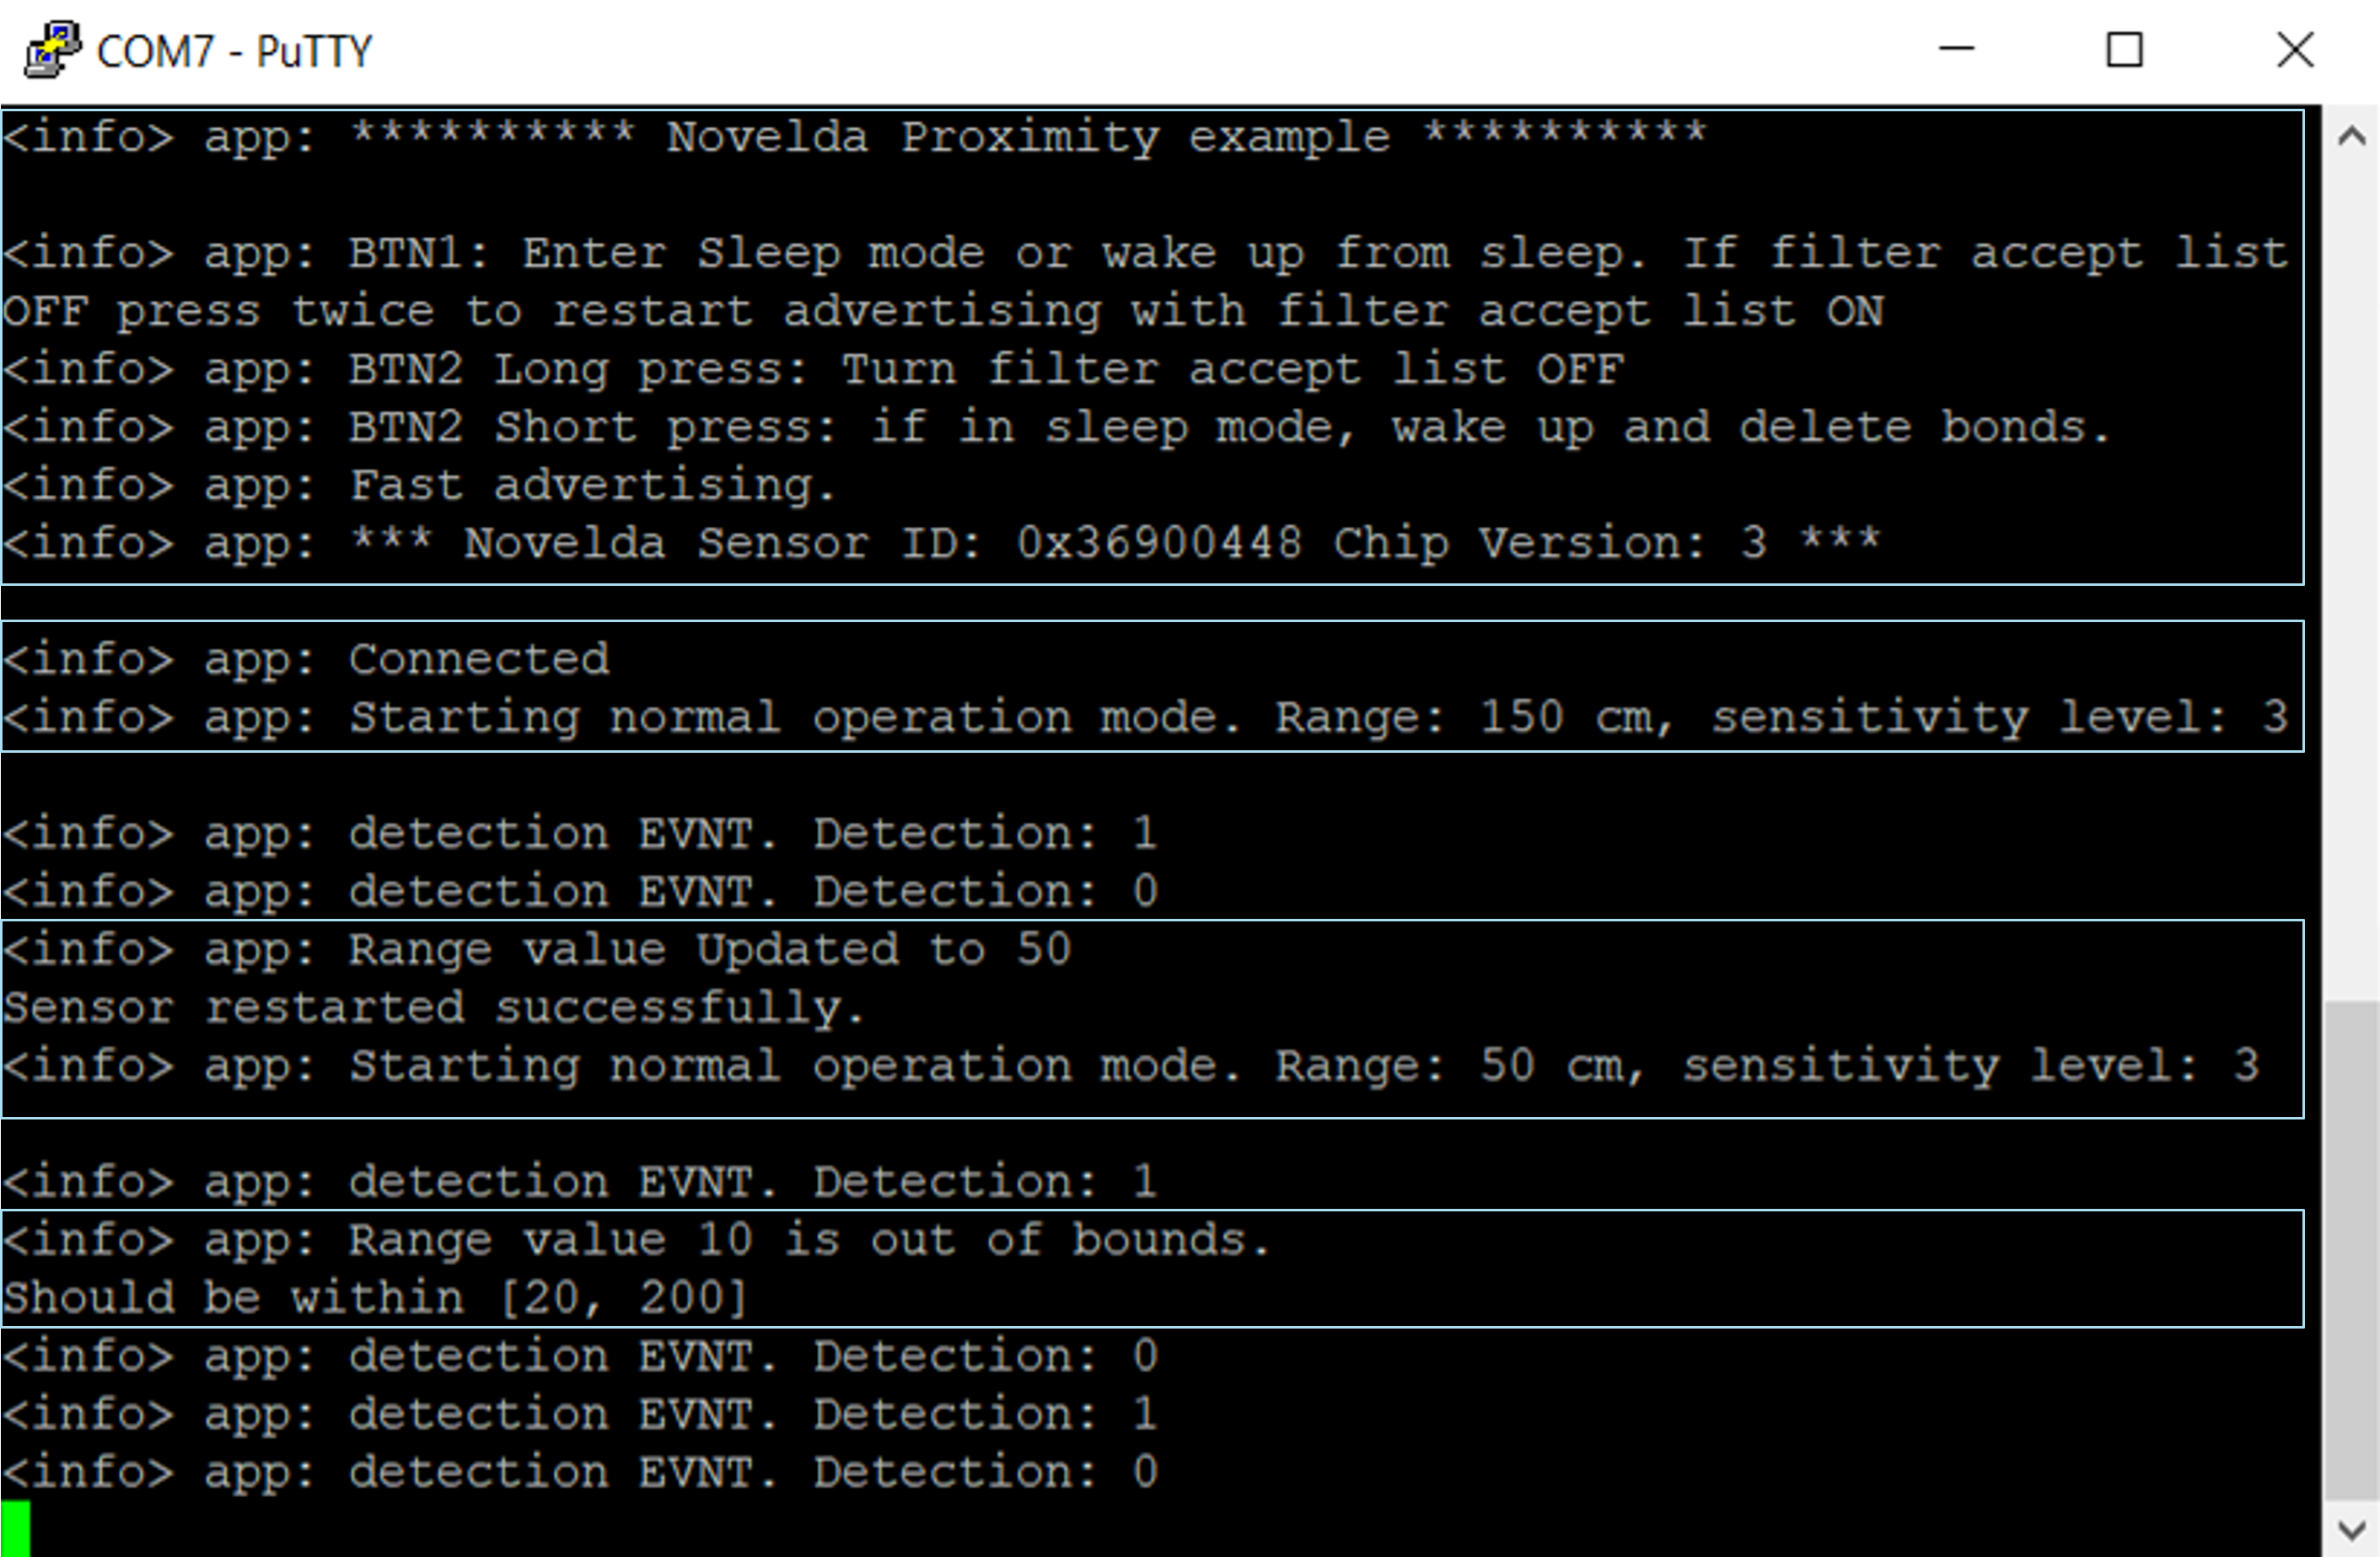 COM7 - PuTTY
<info> app: ********** Novelda Proximity example **********
<info> app: BTN1: Enter Sleep mode or wake up from sleep. If filter accept list
OFF press twice to restart advertising with filter accept list ON
<info> app: BTN2 Long press: Turn filter accept list OFF
<info> app: BTN2 Short press: if in sleep mode, wake up and delete bonds.
<info> app: Fast advertising.
<info> app: *** Novelda Sensor ID: 0x36900448 Chip Version: 3 ***
<info> app: Connected
<info> app: Starting normal operation mode. Range: 150 cm, sensitivity level: 3
<info> app: detection EVNT. Detection: 1
<info> app: detection EVNT. Detection: 0
<info> app: Range value Updated to 50
Sensor restarted successfully.
<info> app: Starting normal operation mode. Range: 50 cm, sensitivity level: 3
<info> app: detection EVNT. Detection: 1
<info> app: Range value 10 is out of bounds.
Should be within [20, 200]
<info> app: detection EVNT. Detection: 0
<info> app: detection EVNT. Detection: 1
<info> app: detection EVNT. Detection: 0